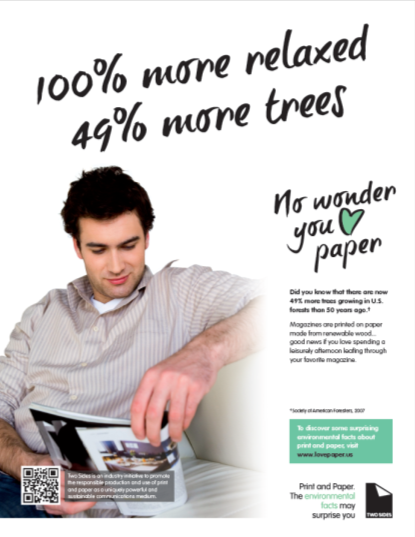 100% more relaxed
49% more trees
No wonder
you
paper
Did you know that there are now
49% more trees growing in U.S.
forests than 50 years ago.¹
Magazines are printed on paper
made from renewable wood...
good news if you love spending a
leisurely afternoon leafing through
your favorite magazine.
¹Society of American Foresters, 2007
To discover some surprising
environmental facts about
print and paper, visit
www.lovepaper.us
Two Sides is an industry initiative to promote
the responsible production and use of print
and paper as a uniquely powerful and
sustainable communications medium.
Print and Paper.
The environmental
facts may
surprise you
TWO SIDES